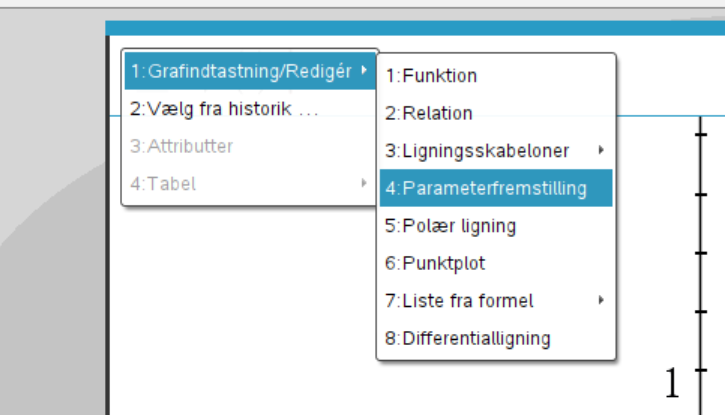 1:Grafindtastning/Redigér
2:Vælg fra historik ...
3:Attributter
4:Tabel
1:Funktion
2:Relation
3:Ligningsskabeloner
4:Parameterfremstilling
5:Polær ligning
6:Punktplot
7:Liste fra formel
8:Differentialligning
1